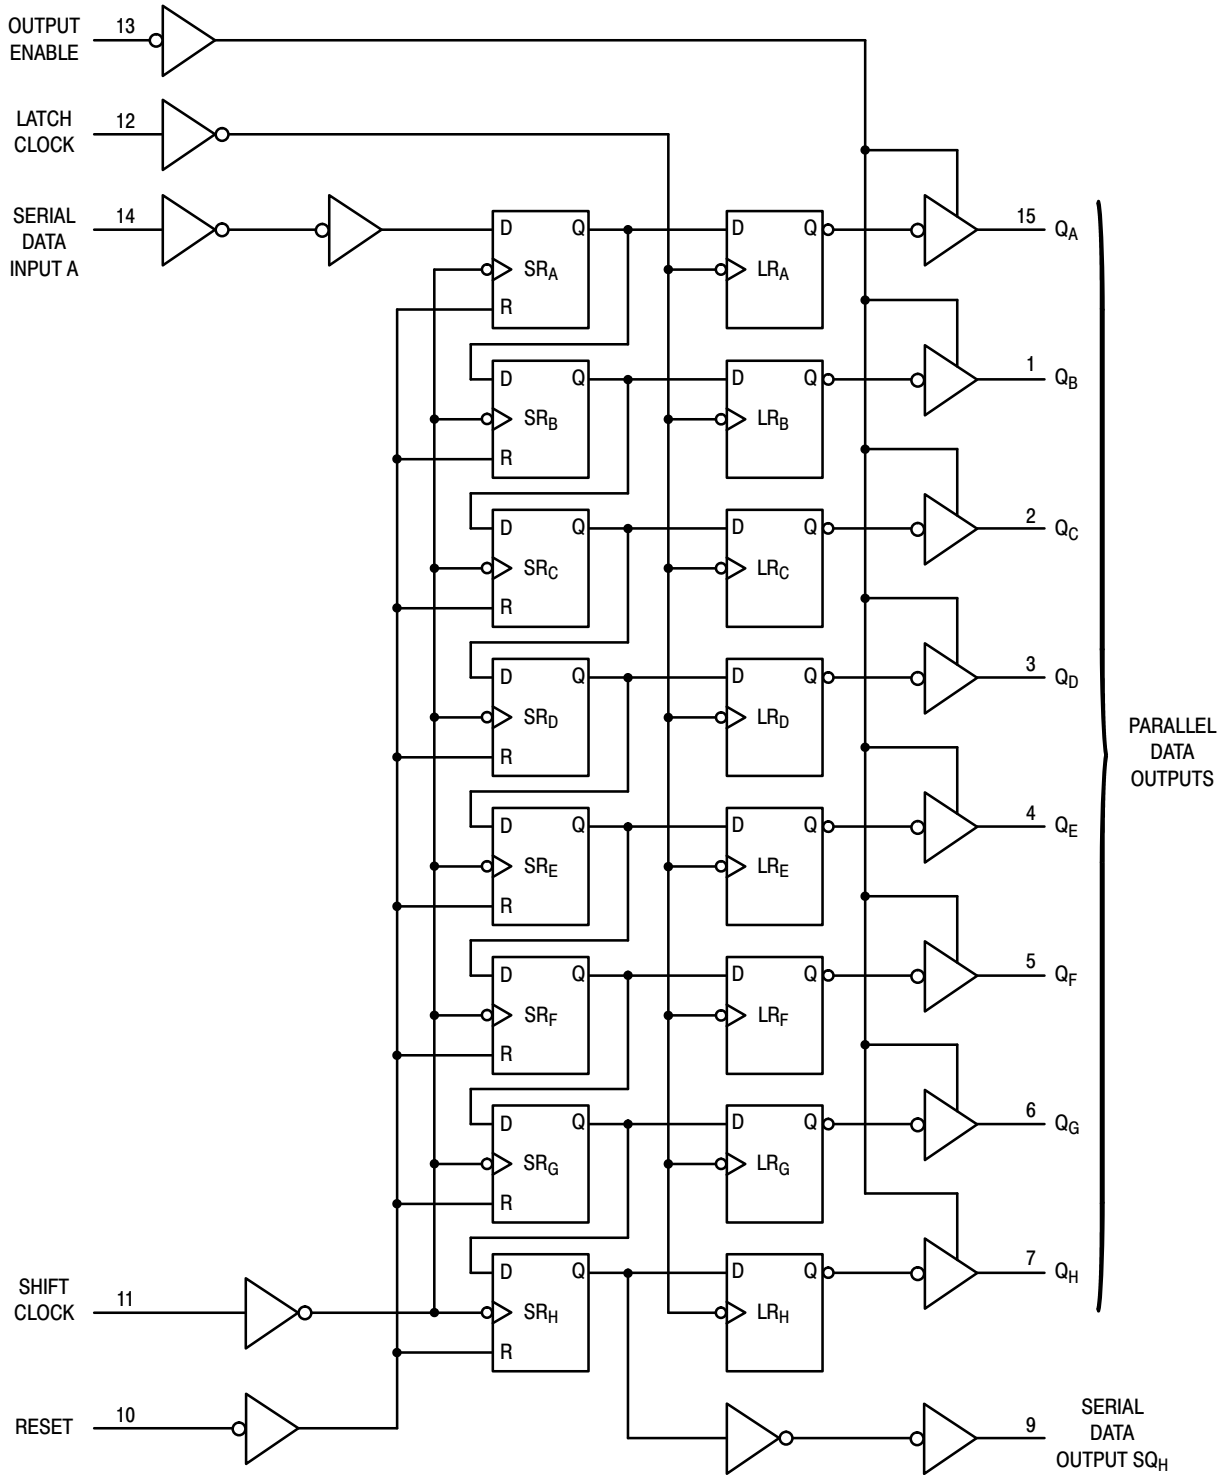 OUTPUT
ENABLE
13
LATCH
CLOCK
12
SERIAL
DATA
INPUT A
14
D Q
SRA
R
D Q
LRA
15 QA
D Q
SRB
R
D Q
LRB
1 QB
D Q
SRC
R
D Q
LRC
2 QC
D Q
SRD
R
D Q
LRD
3 QD
PARALLEL
DATA
OUTPUTS
D Q
SRE
R
D Q
LRE
4 QE
D Q
SRF
R
D Q
LRF
5 QF
D Q
SRG
R
D Q
LRG
6 QG
D Q
SRH
R
D Q
LRH
7 QH
SHIFT
CLOCK
11
RESET
10
9
SERIAL
DATA
OUTPUT SQH